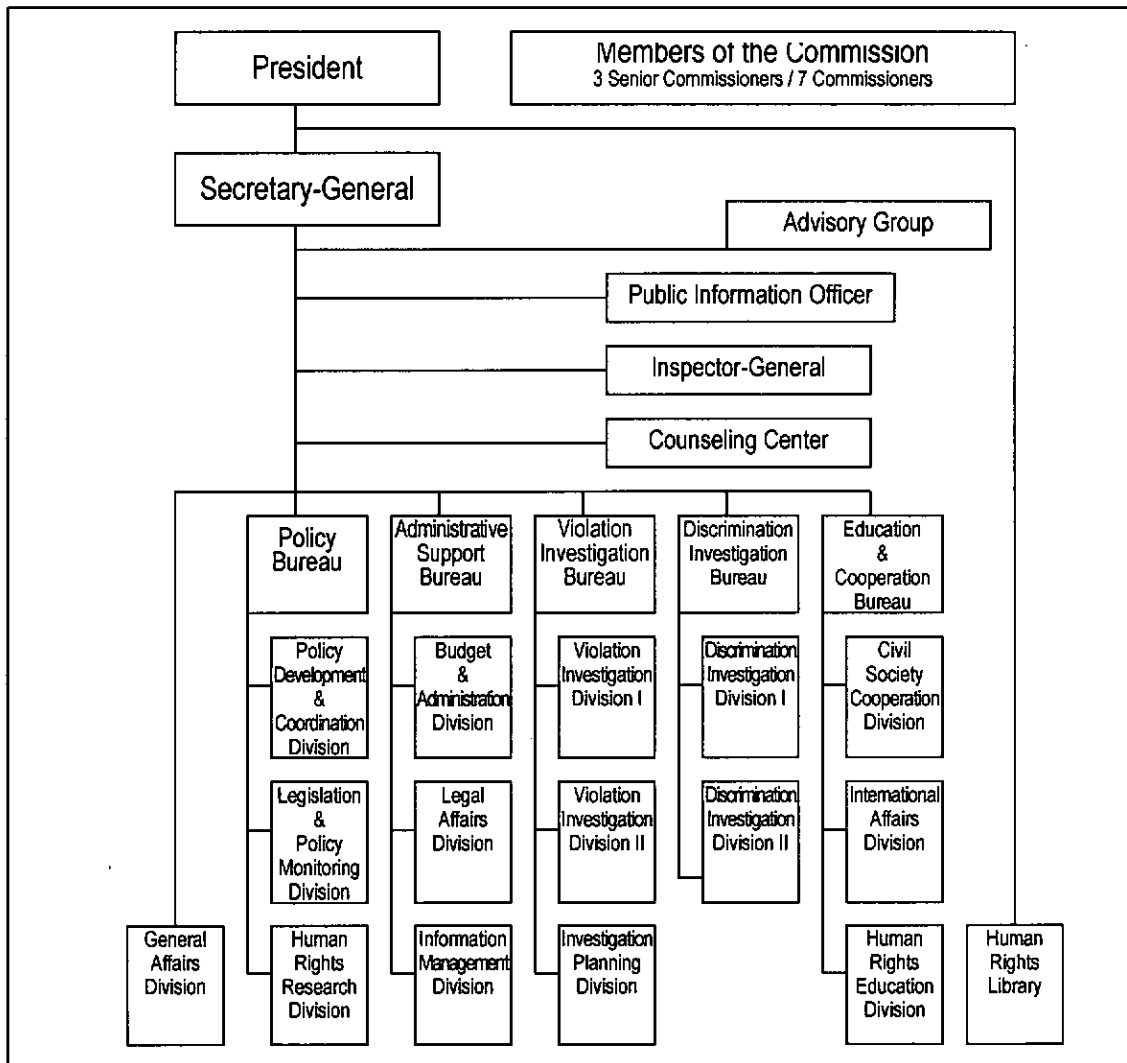 President
Members of the Commission
3 Senior Commissioners / 7 Commissioners
Secretary-General
Advisory Group
Public Information Officer
Inspector-General
Counseling Center
Policy
Bureau
Administrative
Support
Bureau
Violation
Investigation
Bureau
Discrimination
Investigation
Bureau
Education
&
Cooperation
Bureau
Policy
Development
&
Coordination
Division
Budget
&
Administration
Division
Violation
Investigation
Division I
Discrimination
Investigation
Division I
Civil
Society
Cooperation
Division
Legislation
&
Policy
Monitoring
Division
Legal
Affairs
Division
Violation
Investigation
Division II
Discrimination
Investigation
Division II
International
Affairs
Division
General
Affairs
Division
Human
Rights
Research
Division
Information
Management
Division
Investigation
Planning
Division
Human
Rights
Education
Division
Human
Rights
Library